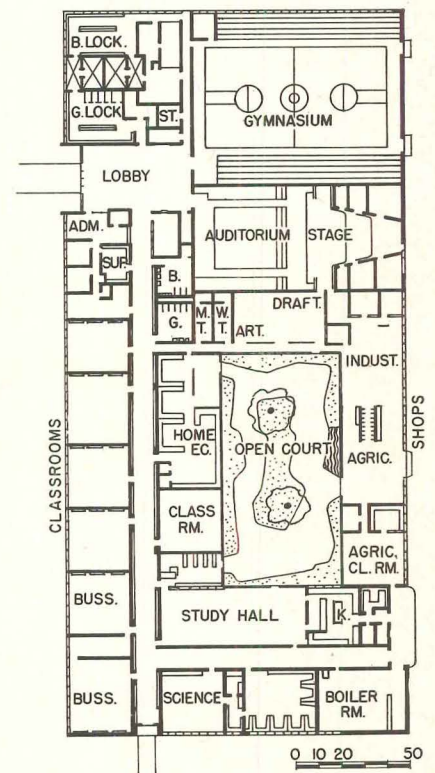 B. LOCK.
G. LOCK.
ST.
GYMNASIUM
LOBBY
ADM.
SUP.
AUDITORIUM
STAGE
B.
G.
M.
T.
W.
T.
ART.
DRAFT.
INDUST.
SHOPS
AGRIC.
HOME
EC.
OPEN COURT
CLASSROOMS
CLASS
RM.
AGRIC.
CL. RM.
BUSS.
STUDY HALL
K.
BUSS.
SCIENCE
BOILER
RM.
0 10 20 50